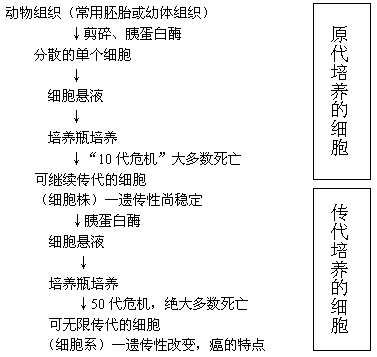 动物组织（常用胚胎或幼体组织）
↓剪碎、胰蛋白酶
分散的单个细胞
↓
细胞悬液
↓
培养瓶培养
↓“10代危机”大多数死亡
可继续传代的细胞
（细胞株）—遗传性尚稳定
↓胰蛋白酶
细胞悬液
↓
培养瓶培养
↓50代危机，绝大多数死亡
可无限传代的细胞
（细胞系）—遗传性改变，癌的特点
原代培养的细胞
传代培养的细胞